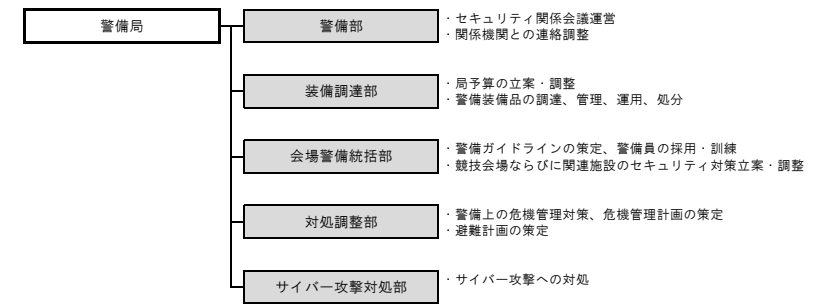 警備局
警備部
・セキュリティ関係会議運営
・関係機関との連絡調整
装備調達部
・局予算の立案・調整
・警備装備品の調達、管理、運用、処分
会場警備統括部
・警備ガイドラインの策定、警備員の採用・訓練
・競技会場ならびに関連施設のセキュリティ対策立案・調整
対処調整部
・警備上の危機管理対策、危機管理計画の策定
・避難計画の策定
サイバー攻撃対処部
・サイバー攻撃への対処